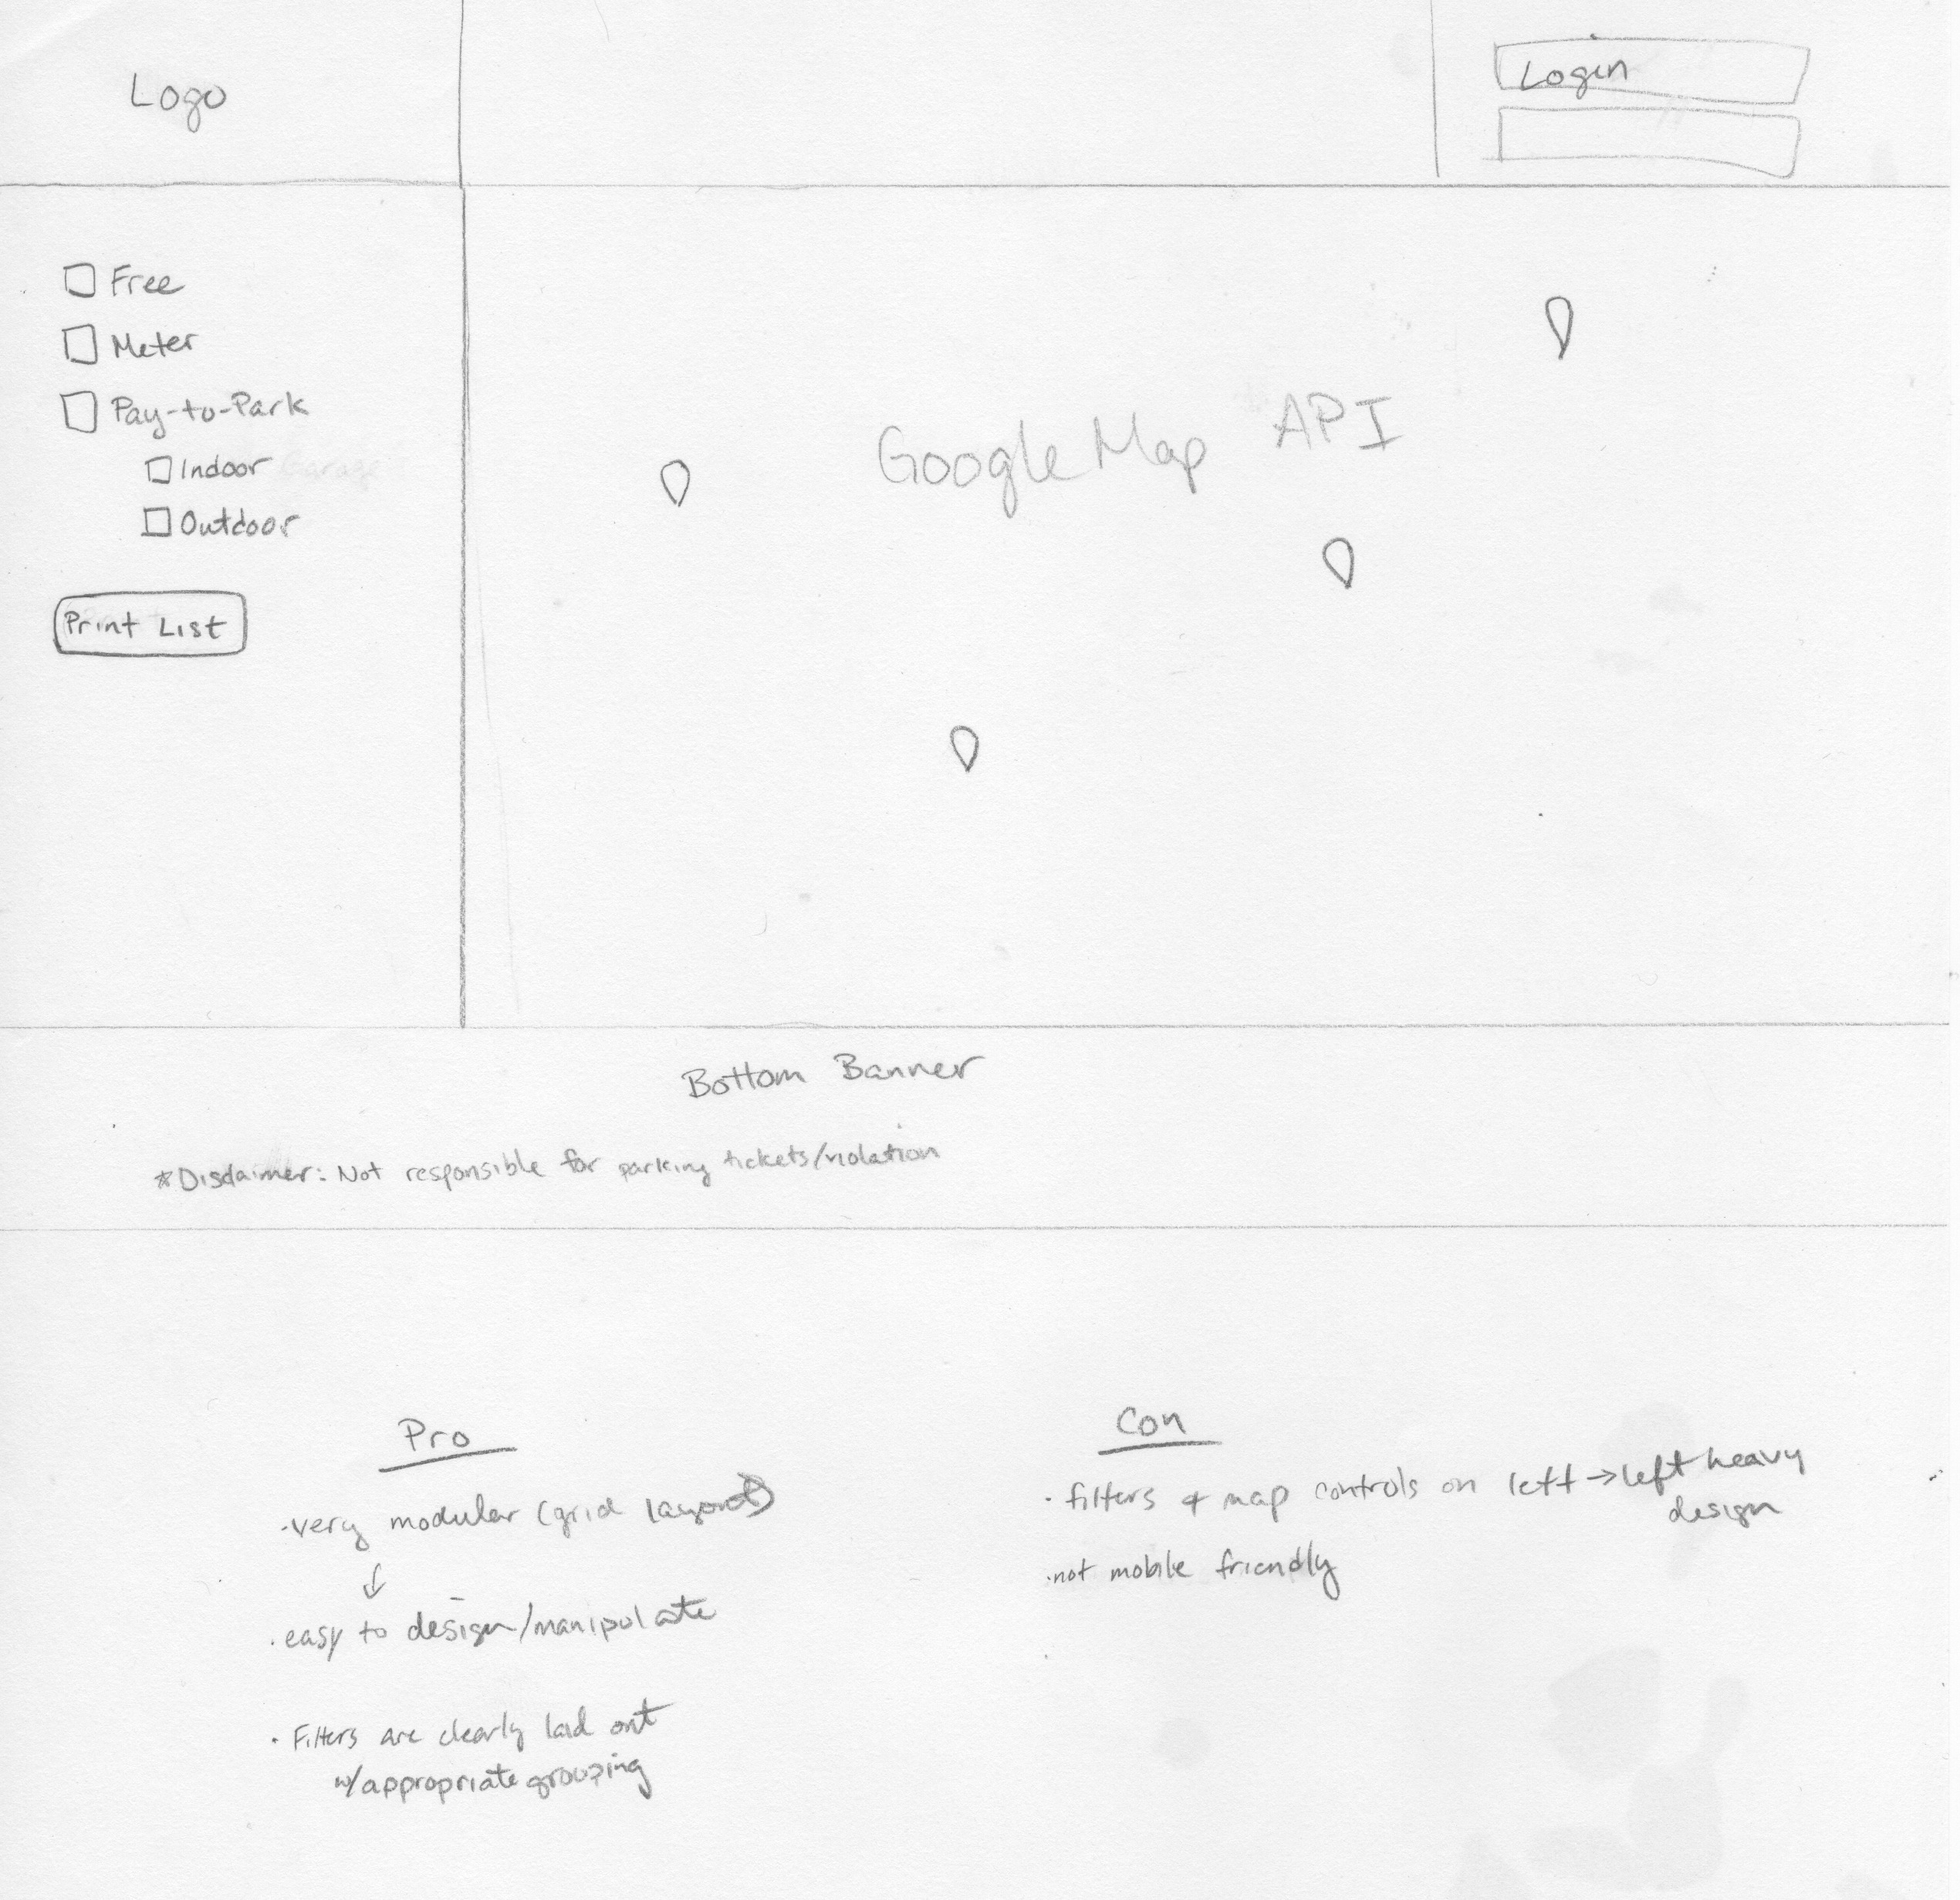 Logo
Login
Free
Meter
Pay-to-Park
Indoor Garage
Outdoor
Print List
Google Map API
Bottom Banner
*Disclaimer: Not responsible for parking tickets/violation
Pro
·very modular (grid layout)
↓
·easy to design/manipulate
·Filters are clearly laid out
w/appropriate grouping
Con
·filters & map controls on left → left heavy
design
·not mobile friendly